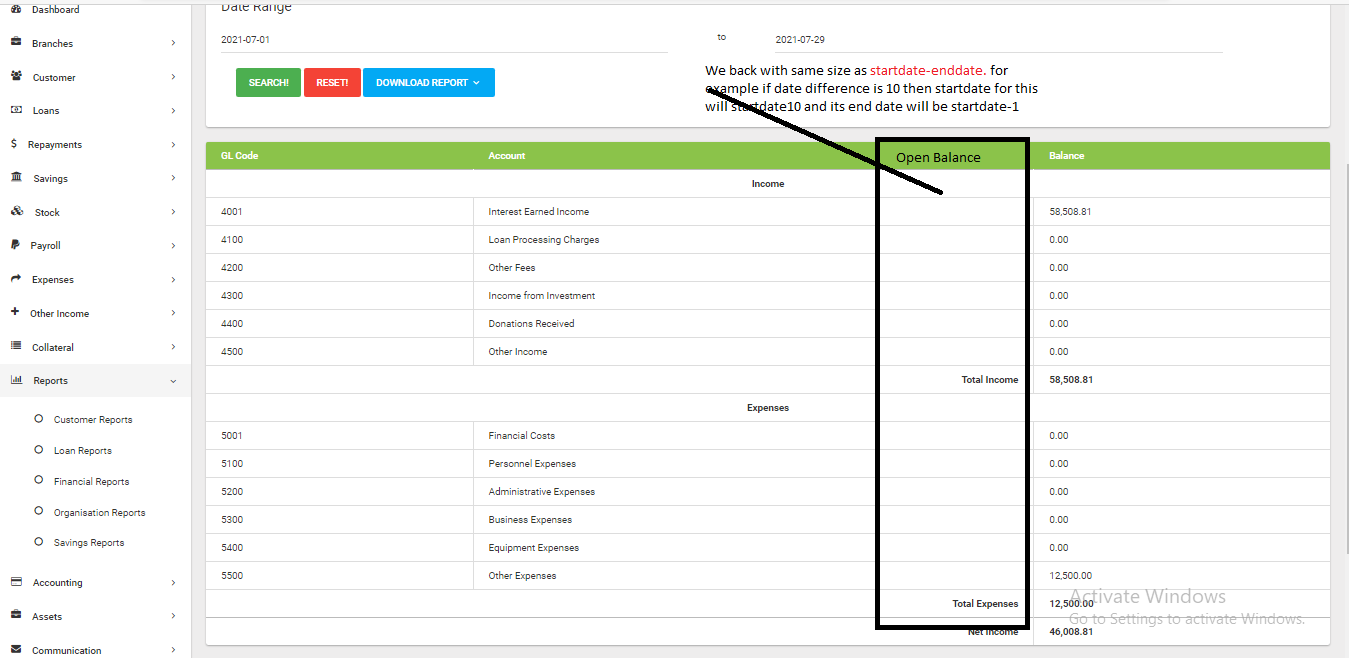 Dashboard
Branches
Customer
Loans
$ Repayments
Savings
Stock
Payroll
Expenses
Other Income
Collateral
Reports
Customer Reports
Loan Reports
Financial Reports
Organisation Reports
Savings Reports
Accounting
Assets
Communication
Date Range
2021-07-01 to 2021-07-29
SEARCH! RESET! DOWNLOAD REPORT
We back with same size as startdate-enddate. for
example if date difference is 10 then startdate for this
will startdate10 and its end date will be startdate-1
GL Code Account Open Balance Balance
Income
4001 Interest Earned Income 58,508.81
4100 Loan Processing Charges 0.00
4200 Other Fees 0.00
4300 Income from Investment 0.00
4400 Donations Received 0.00
4500 Other Income 0.00
Total Income 58,508.81
Expenses
5001 Financial Costs 0.00
5100 Personnel Expenses 0.00
5200 Administrative Expenses 0.00
5300 Business Expenses 0.00
5400 Equipment Expenses 0.00
5500 Other Expenses 12,500.00
Total Expenses 12,500.00
Net Income 46,008.81
Activate Windows
Go to Settings to activate Windows.